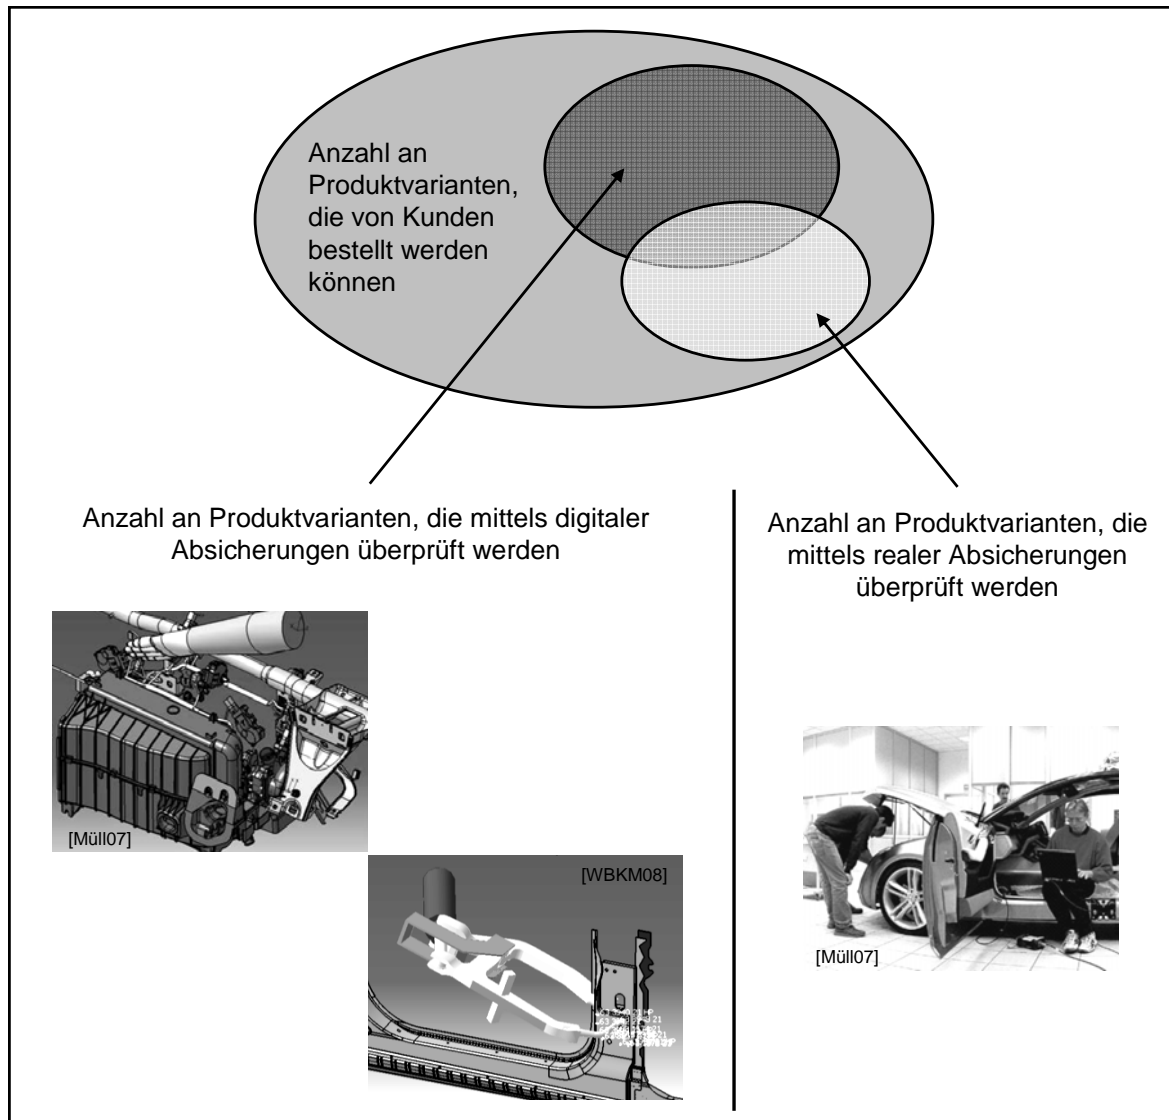 Anzahl an
Produktvarianten,
die von Kunden
bestellt werden
können
Anzahl an Produktvarianten, die mittels digitaler
Absicherungen überprüft werden
Anzahl an Produktvarianten, die
mittels realer Absicherungen
überprüft werden
[Müll07]
[WBKM08]
[Müll07]